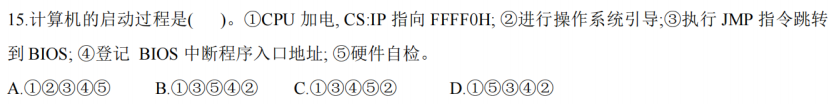 15.计算机的启动过程是(   )。①CPU 加电, CS:IP 指向 FFFF0H; ②进行操作系统引导;③执行 JMP 指令跳转
到 BIOS; ④登记 BIOS 中断程序入口地址; ⑤硬件自检。
A.①②③④⑤ B.①③⑤④② C.①③④⑤② D.①⑤③④②